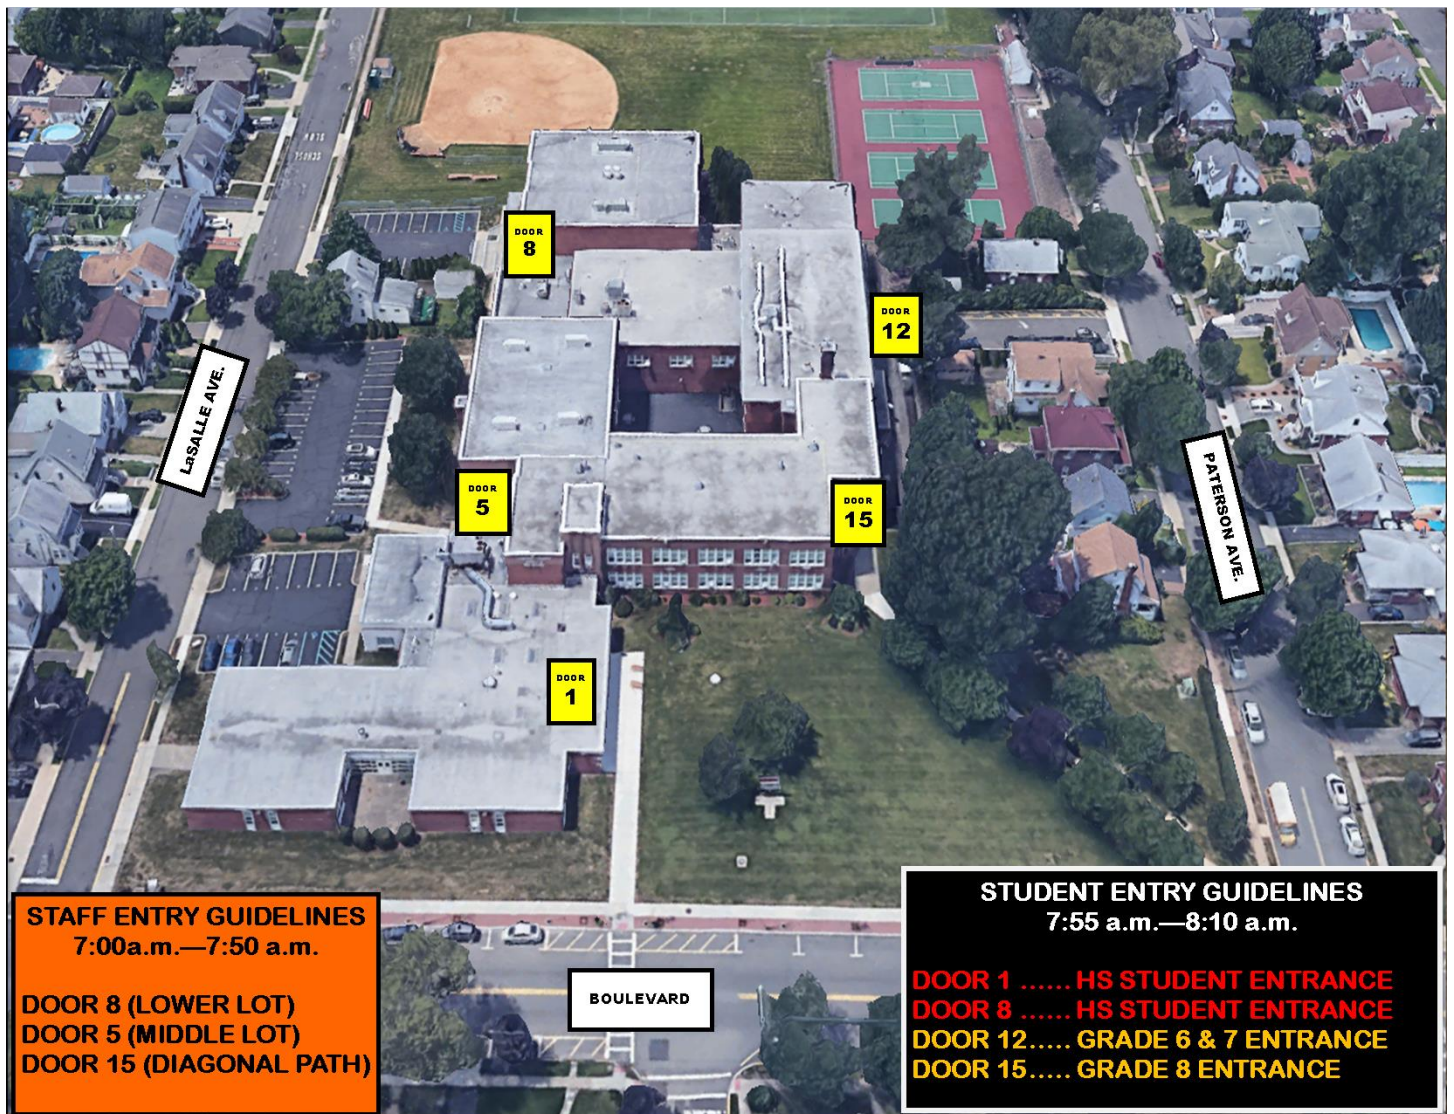 DOOR
8
DOOR
12
LaSALLE AVE.
DOOR
5
DOOR
15
PATERSON AVE.
DOOR
1
STAFF ENTRY GUIDELINES
7:00a.m.—7:50 a.m.
DOOR 8 (LOWER LOT)
DOOR 5 (MIDDLE LOT)
DOOR 15 (DIAGONAL PATH)
BOULEVARD
STUDENT ENTRY GUIDELINES
7:55 a.m.—8:10 a.m.
DOOR 1 ...... HS STUDENT ENTRANCE
DOOR 8 ...... HS STUDENT ENTRANCE
DOOR 12..... GRADE 6 & 7 ENTRANCE
DOOR 15..... GRADE 8 ENTRANCE